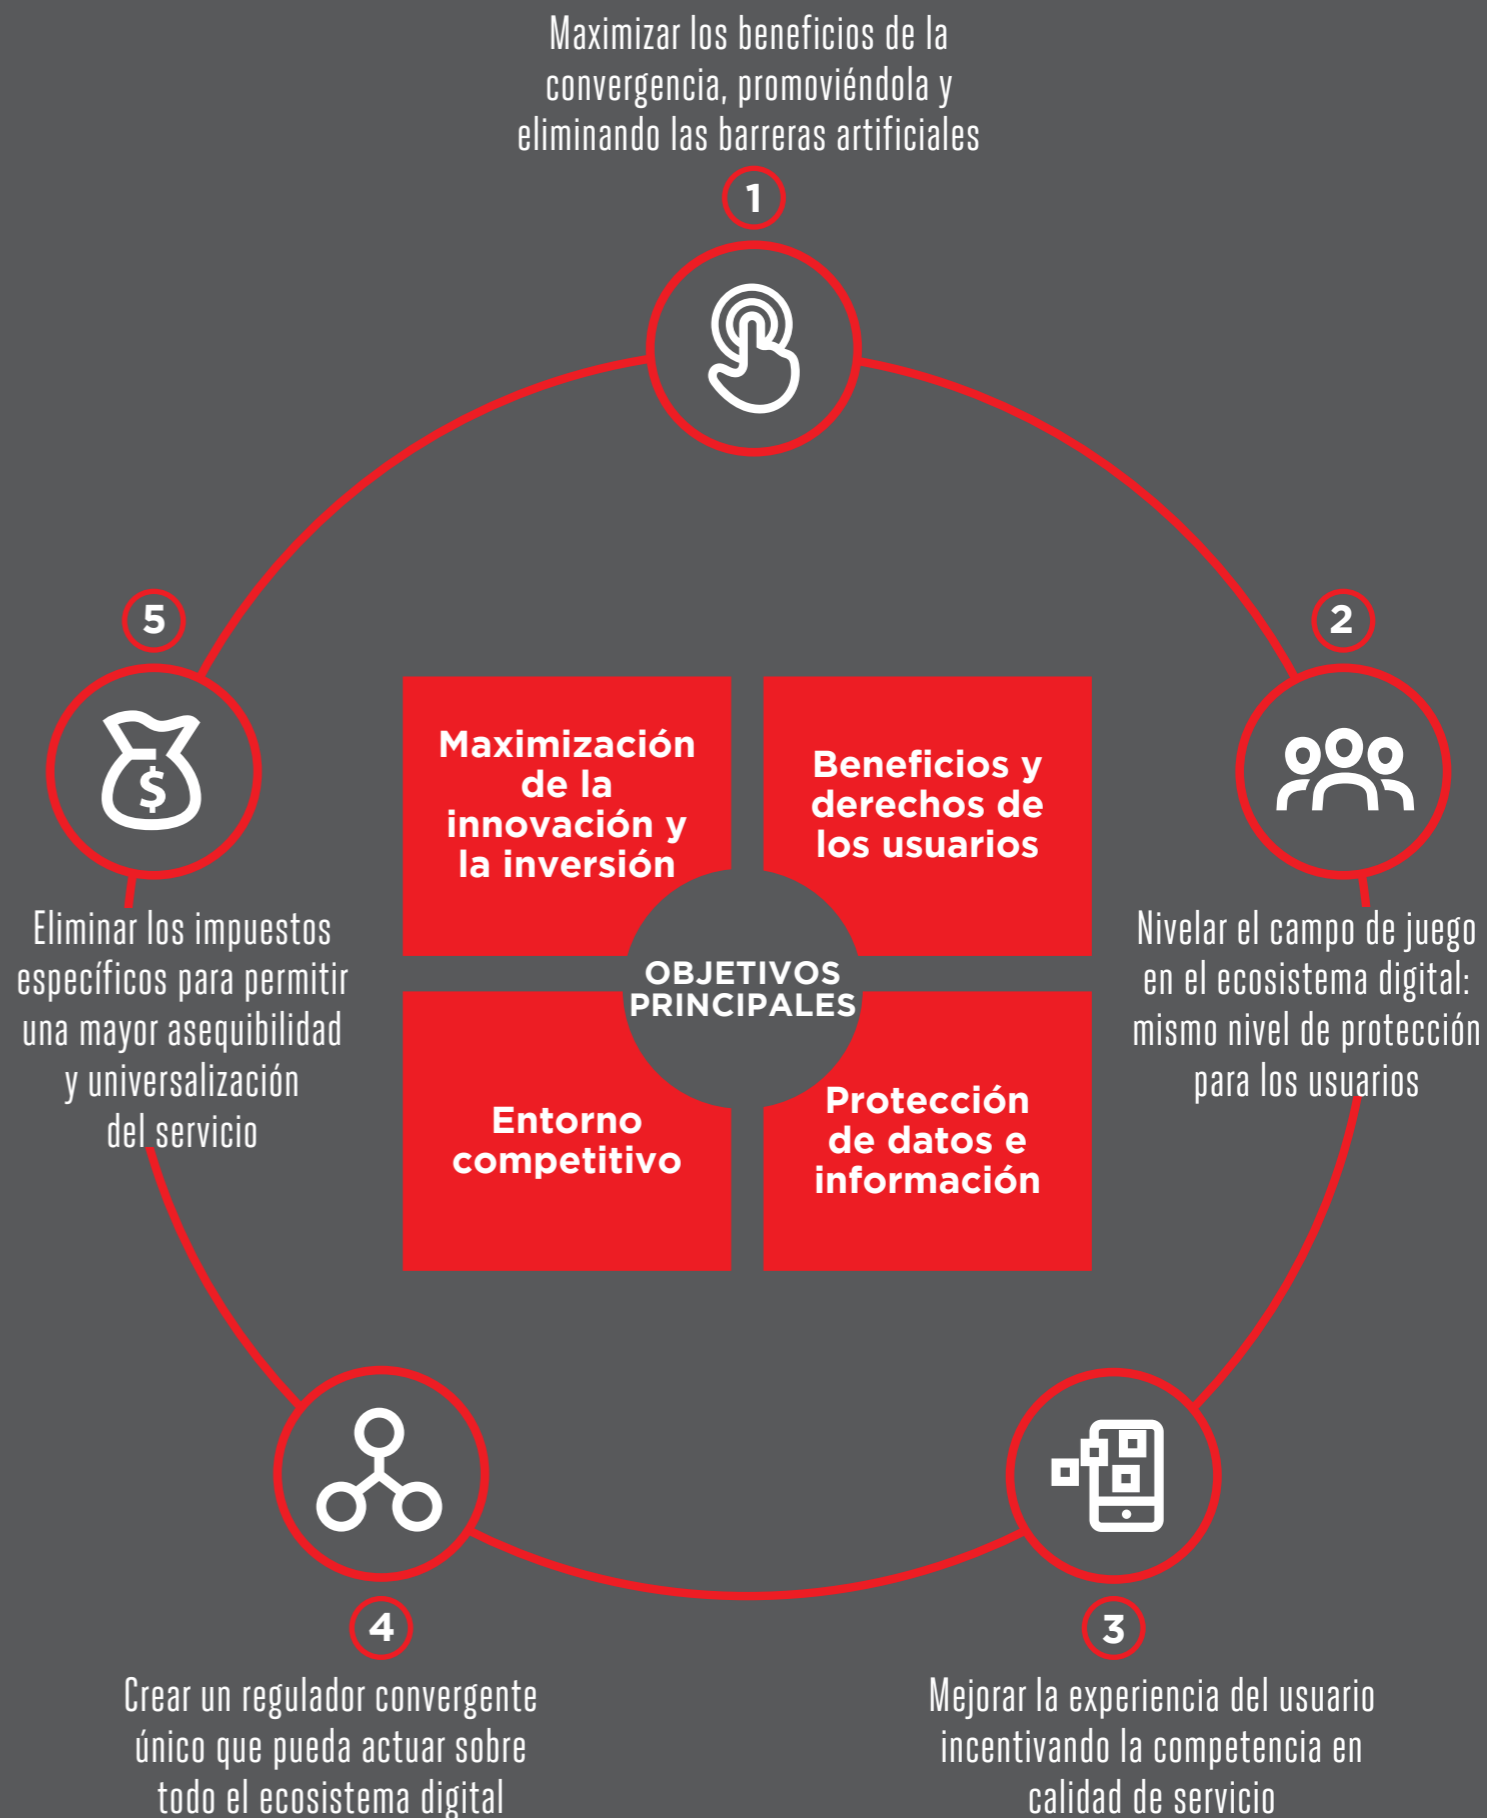 Maximizar los beneficios de la
convergencia, promoviéndola y
eliminando las barreras artificiales
1
2
Nivelar el campo de juego
en el ecosistema digital:
mismo nivel de protección
para los usuarios
3
Mejorar la experiencia del usuario
incentivando la competencia en
calidad de servicio
4
Crear un regulador convergente
único que pueda actuar sobre
todo el ecosistema digital
5
$
Eliminar los impuestos
específicos para permitir
una mayor asequibilidad
y universalización
del servicio
Maximización
de la
innovación y
la inversión
Beneficios y
derechos de
los usuarios
OBJETIVOS
PRINCIPALES
Entorno
competitivo
Protección
de datos e
información